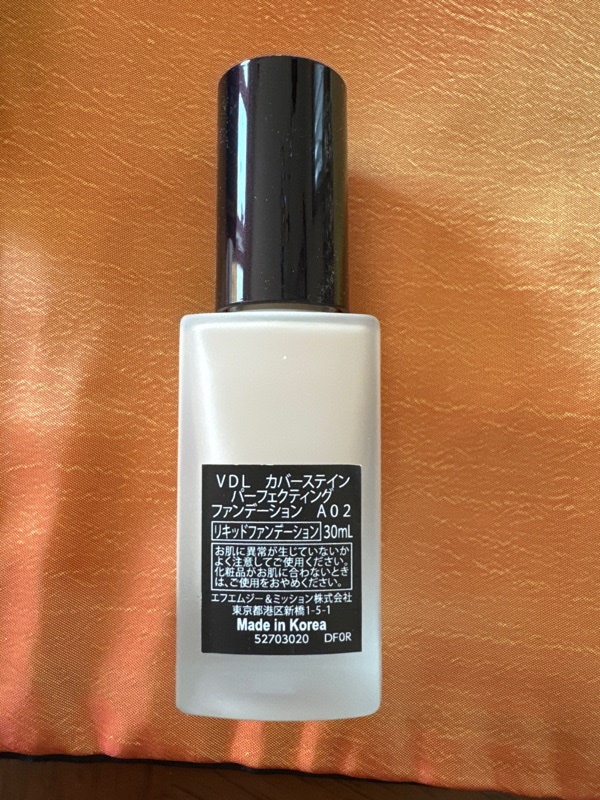 VDL カバーステイン
パーフェクティング
ファンデーション A02
リキッドファンデーション 30mL
お肌に異常が生じていないか
よく注意してご使用ください。
化粧品がお肌に合わないとき
は、ご使用をおやめください。
エフエムジー&ミッション株式会社
東京都港区新橋1-5-1
Made in Korea
52703020 DF0R